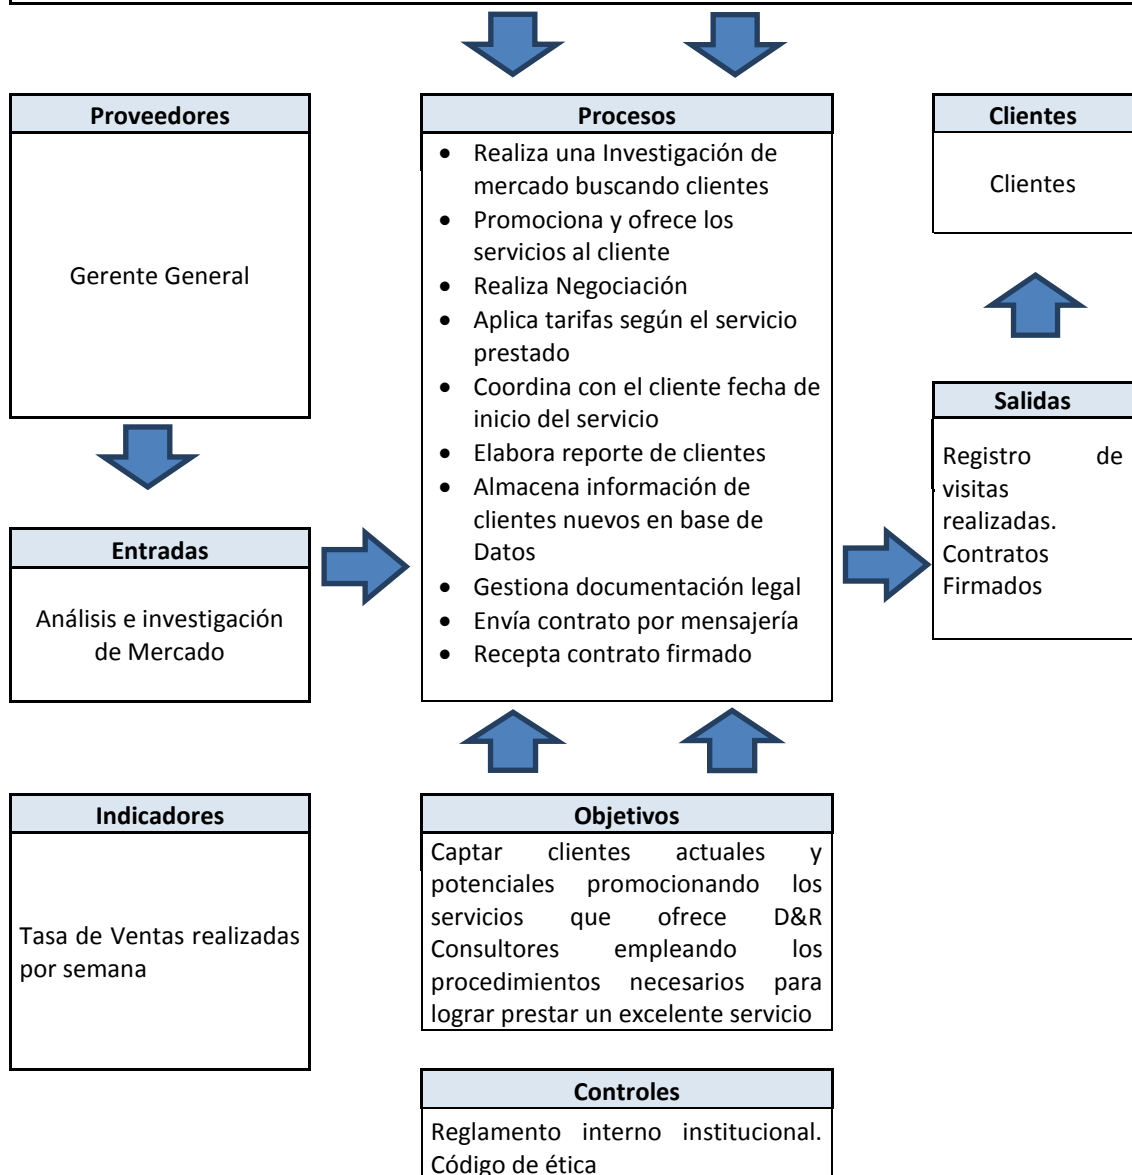 Proveedores
Gerente General
Entradas
Análisis e investigación
de Mercado
Indicadores
Tasa de Ventas realizadas
por semana
Procesos
• Realiza una Investigación de
mercado buscando clientes
• Promociona y ofrece los
servicios al cliente
• Realiza Negociación
• Aplica tarifas según el servicio
prestado
• Coordina con el cliente fecha de
inicio del servicio
• Elabora reporte de clientes
• Almacena información de
clientes nuevos en base de
Datos
• Gestiona documentación legal
• Envía contrato por mensajería
• Recepta contrato firmado
Objetivos
Captar clientes actuales y
potenciales promocionando los
servicios que ofrece D&R
Consultores empleando los
procedimientos necesarios para
lograr prestar un excelente servicio
Controles
Reglamento interno institucional.
Código de ética
Clientes
Clientes
Salidas
Registro de
visitas
realizadas.
Contratos
Firmados